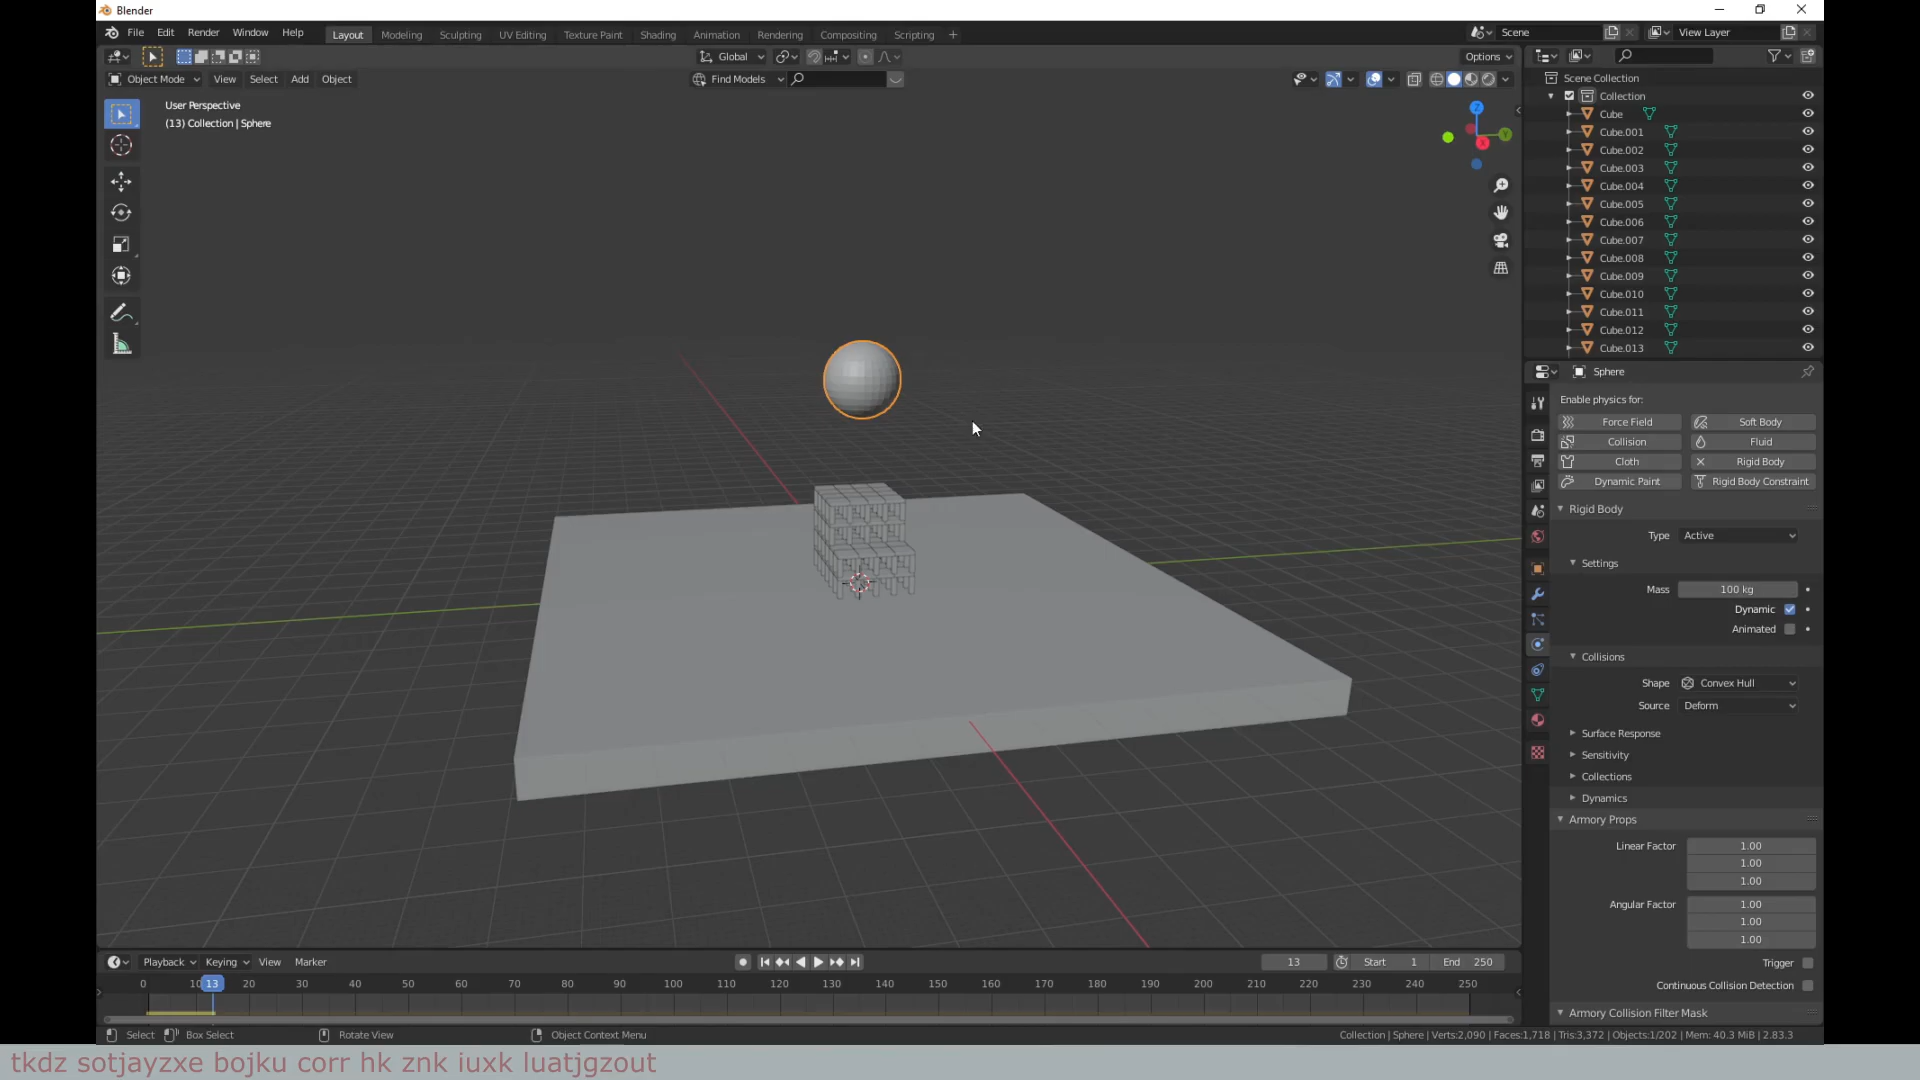 Blender
File Edit Render Window Help Layout Modeling Sculpting UV Editing Texture Paint Shading Animation Rendering Compositing Scripting + Scene View Layer
Global Options
Object Mode View Select Add Object Find Models
User Perspective
(13) Collection | Sphere
Z
Y
X
Scene Collection
Collection
Cube
Cube.001
Cube.002
Cube.003
Cube.004
Cube.005
Cube.006
Cube.007
Cube.008
Cube.009
Cube.010
Cube.011
Cube.012
Cube.013
Sphere
Enable physics for:
Force Field Soft Body
Collision Fluid
Cloth Rigid Body
Dynamic Paint Rigid Body Constraint
Rigid Body
Type Active
Settings
Mass 100 kg
Dynamic
Animated
Collisions
Shape Convex Hull
Source Deform
Surface Response
Sensitivity
Collections
Dynamics
Armory Props
Linear Factor 1.00
1.00
1.00
Angular Factor 1.00
1.00
1.00
Trigger
Continuous Collision Detection
Armory Collision Filter Mask
Playback Keying View Marker 13 Start 1 End 250
0 10 13 20 30 40 50 60 70 80 90 100 110 120 130 140 150 160 170 180 190 200 210 220 230 240 250
Select Box Select Rotate View Object Context Menu Collection | Sphere | Verts:2,090 | Faces:1,718 | Tris:3,372 | Objects:1/202 | Mem: 40.3 MiB | 2.83.3
tkdz sotjayzxe bojku corr hk znk iuxk luatjgzout